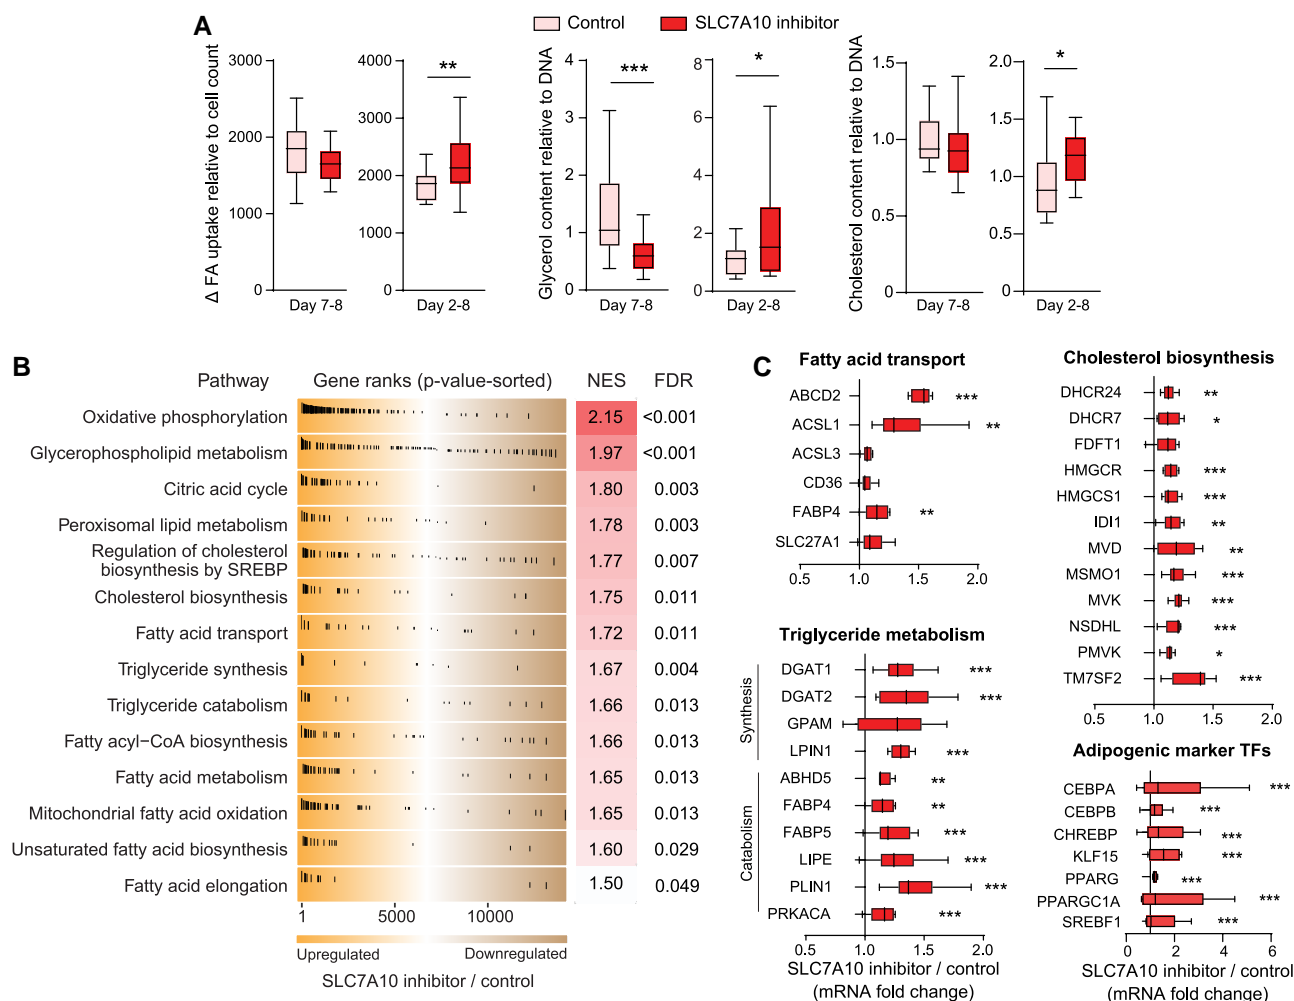 A
Control
SLC7A10 inhibitor
Δ FA uptake relative to cell count
3000
2000
1000
0
Day 7-8
4000
3000
2000
1000
0
**
Day 2-8
Glycerol content relative to DNA
4
3
2
1
0
***
Day 7-8
8
6
4
2
0
*
Day 2-8
Cholesterol content relative to DNA
1.5
1.0
0.5
0.0
Day 7-8
2.0
1.5
1.0
0.5
0.0
*
Day 2-8
B
Pathway Gene ranks (p-value-sorted) NES FDR
Oxidative phosphorylation 2.15 <0.001
Glycerophospholipid metabolism 1.97 <0.001
Citric acid cycle 1.80 0.003
Peroxisomal lipid metabolism 1.78 0.003
Regulation of cholesterol
biosynthesis by SREBP 1.77 0.007
Cholesterol biosynthesis 1.75 0.011
Fatty acid transport 1.72 0.011
Triglyceride synthesis 1.67 0.004
Triglyceride catabolism 1.66 0.013
Fatty acyl−CoA biosynthesis 1.66 0.013
Fatty acid metabolism 1.65 0.013
Mitochondrial fatty acid oxidation 1.65 0.013
Unsaturated fatty acid biosynthesis 1.60 0.029
Fatty acid elongation 1.50 0.049
1 5000 10000
Upregulated Downregulated
SLC7A10 inhibitor / control
C
Fatty acid transport
ABCD2 ***
ACSL1 **
ACSL3
CD36
FABP4 **
SLC27A1
0.5 1.0 1.5 2.0
Triglyceride metabolism
Synthesis
DGAT1 ***
DGAT2 ***
GPAM
LPIN1 ***
Catabolism
ABHD5 **
FABP4 **
FABP5 ***
LIPE ***
PLIN1 ***
PRKACA ***
0.5 1.0 1.5 2.0
SLC7A10 inhibitor / control
(mRNA fold change)
Cholesterol biosynthesis
DHCR24 **
DHCR7 *
FDFT1
HMGCR ***
HMGCS1 ***
IDI1 **
MVD **
MSMO1 ***
MVK ***
NSDHL ***
PMVK *
TM7SF2 ***
0.5 1.0 1.5 2.0
Adipogenic marker TFs
CEBPA ***
CEBPB ***
CHREBP ***
KLF15 ***
PPARG ***
PPARGC1A ***
SREBF1 ***
0 2 4 6
SLC7A10 inhibitor / control
(mRNA fold change)